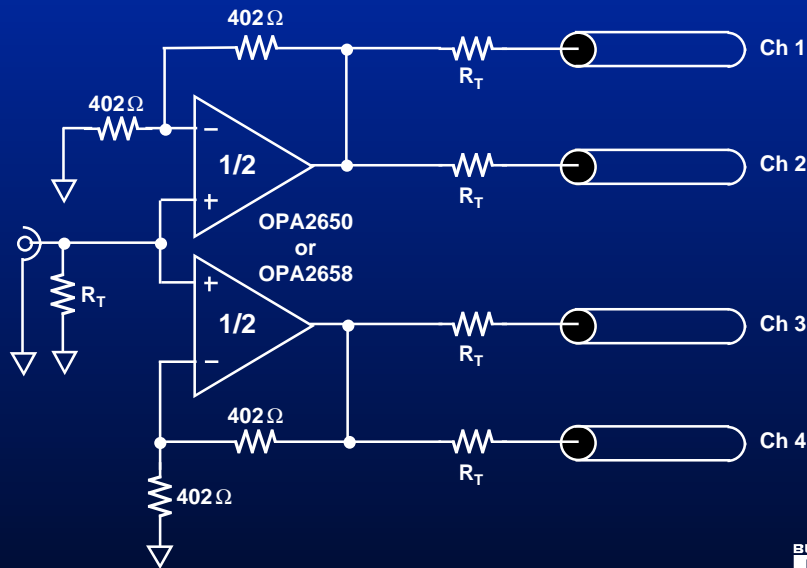 402Ω
R_T
Ch 1
402Ω
−
1/2
+
R_T
Ch 2
OPA2650
or
OPA2658
R_T
+
1/2
−
R_T
Ch 3
402Ω
R_T
Ch 4
402Ω